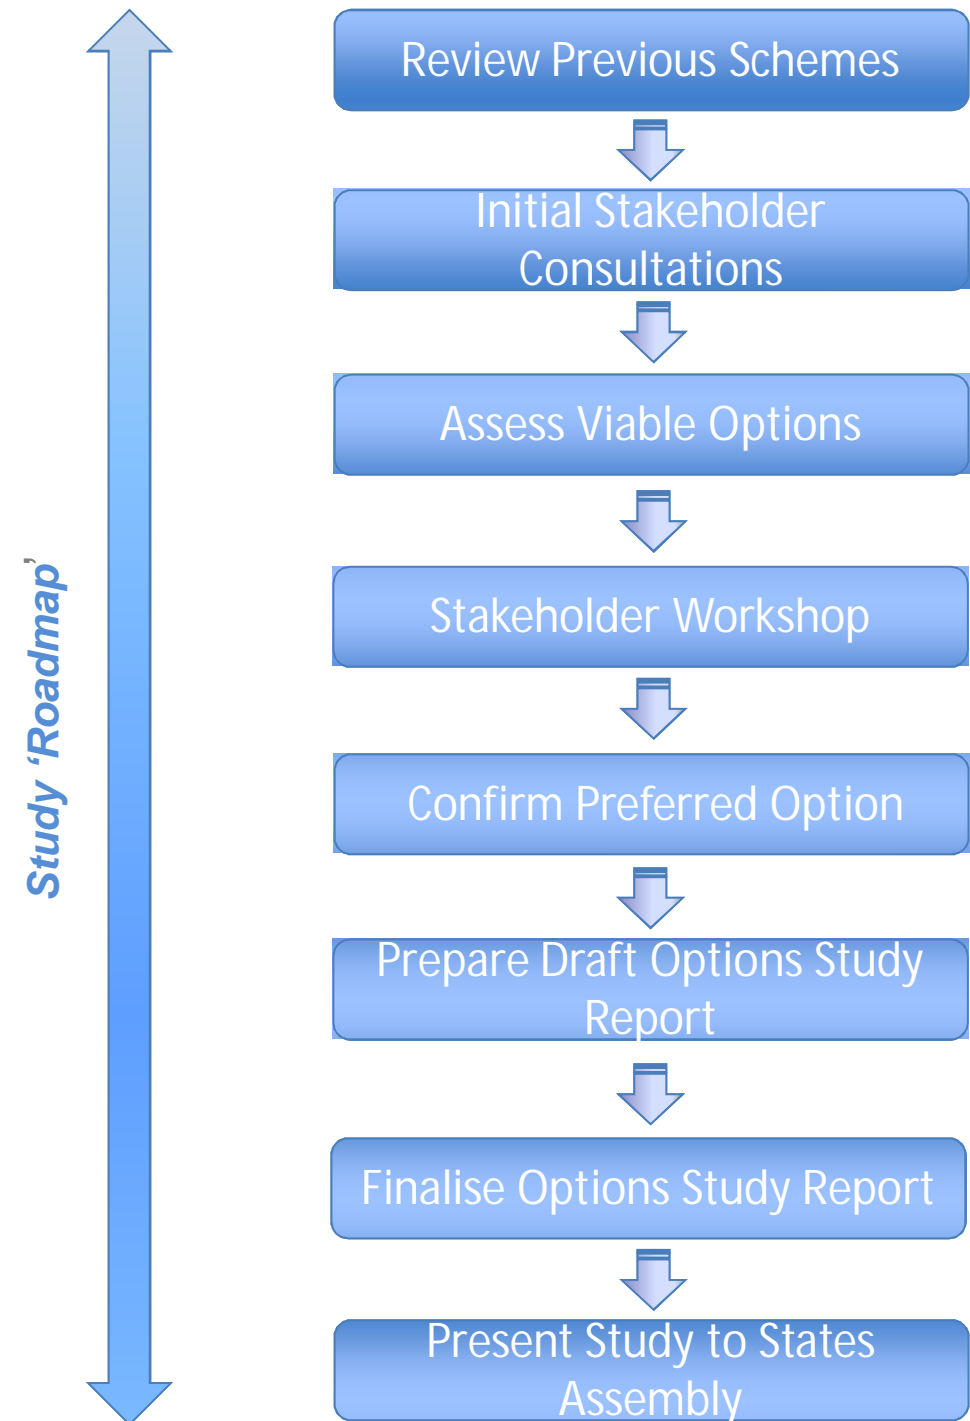 Study ‘Roadmap’
Review Previous Schemes
Initial Stakeholder
Consultations
Assess Viable Options
Stakeholder Workshop
Confirm Preferred Option
Prepare Draft Options Study
Report
Finalise Options Study Report
Present Study to States
Assembly